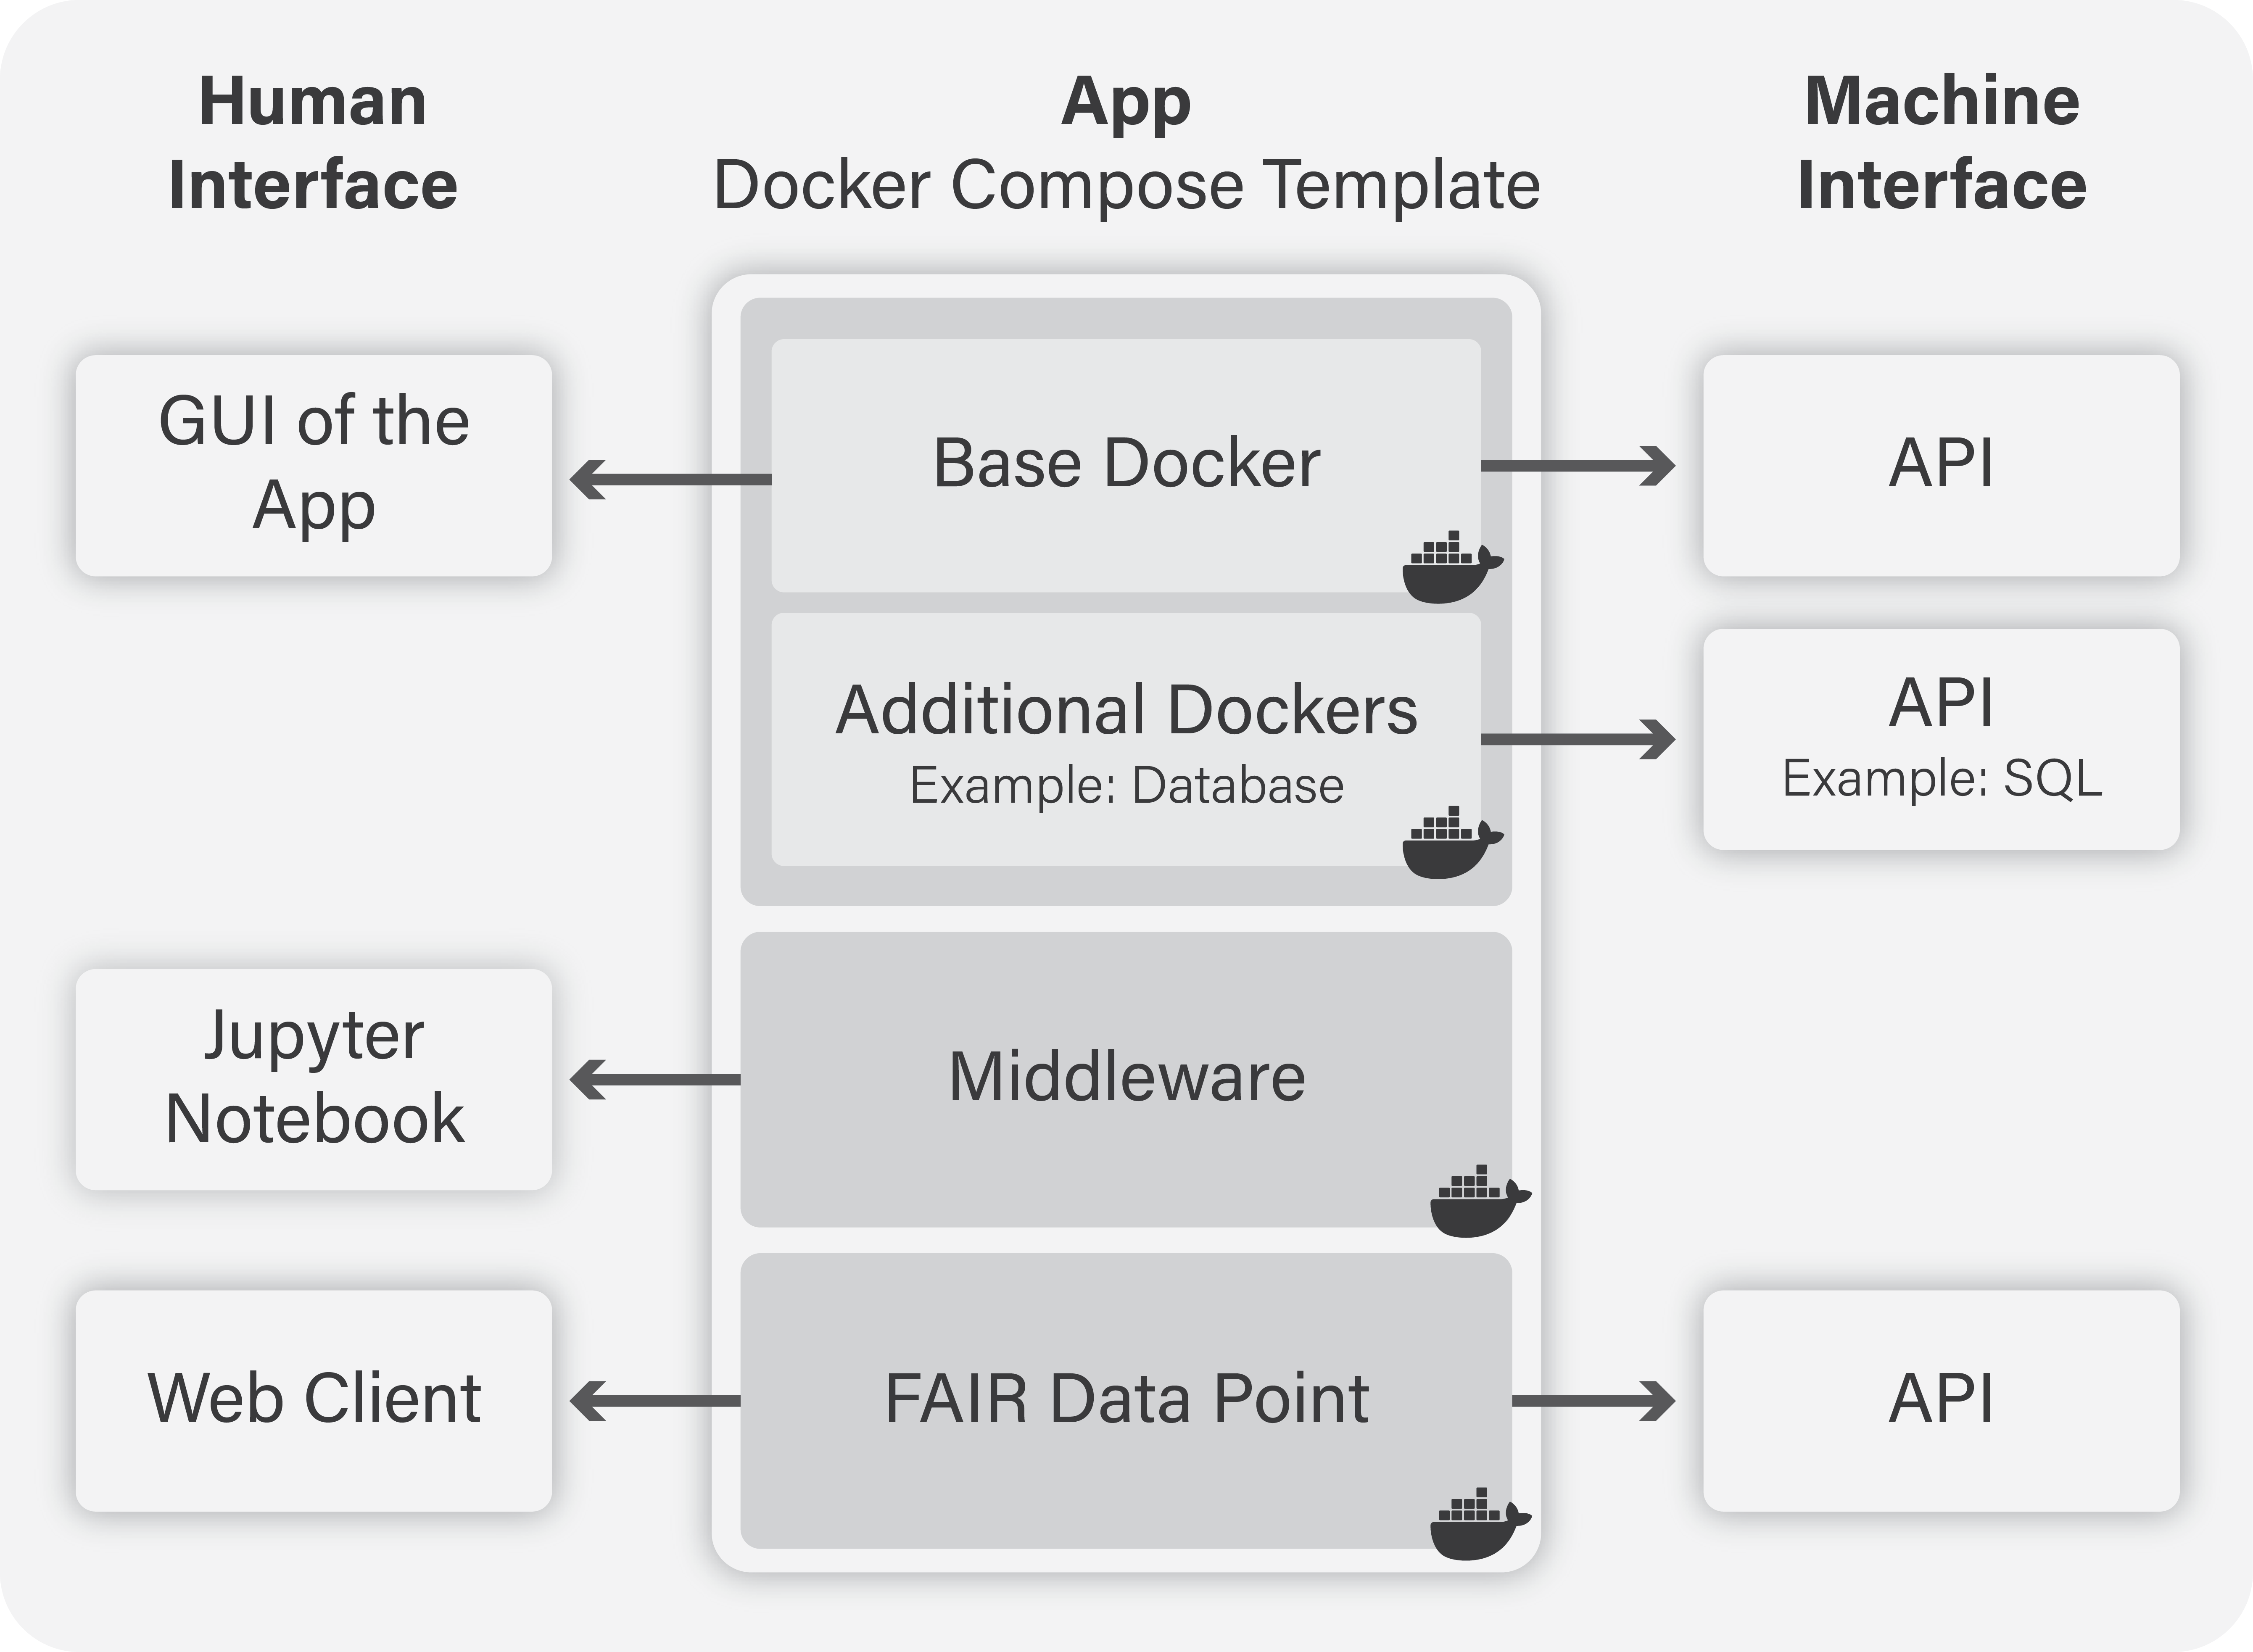 Human
Interface
App
Docker Compose Template
Machine
Interface
GUI of the
App
Base Docker
API
Additional Dockers
Example: Database
API
Example: SQL
Jupyter
Notebook
Middleware
Web Client
FAIR Data Point
API